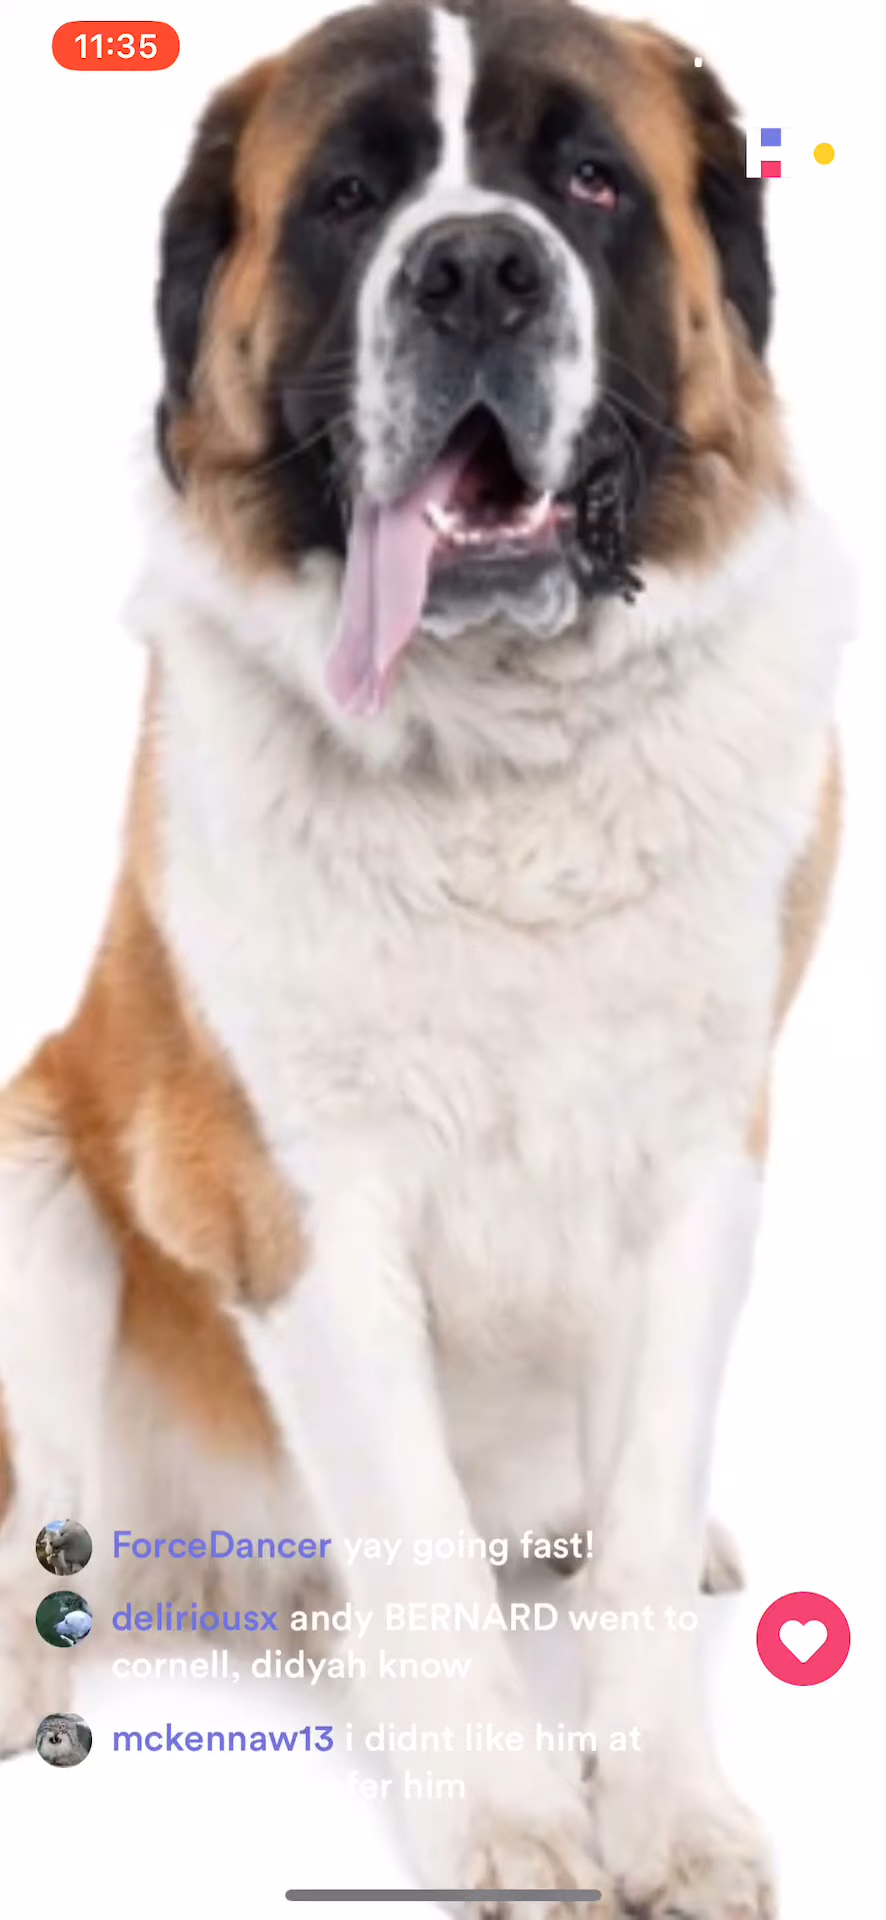 11:35
ForceDancer yay going fast!
deliriousx andy BERNARD went to
cornell, didyah know
mckennaw13 i didnt like him at
fer him